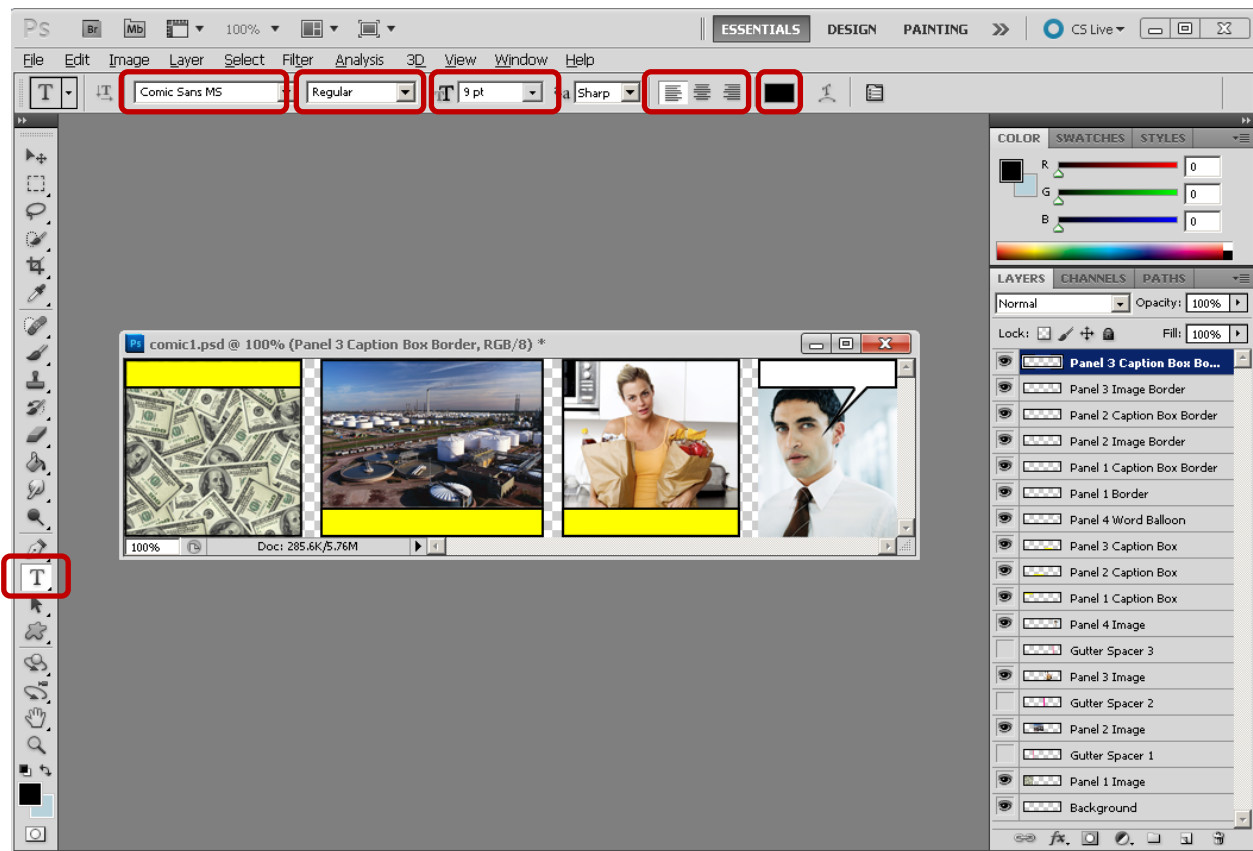 Ps Br Mb 100% ESSENTIALS DESIGN PAINTING CS Live
File Edit Image Layer Select Filter Analysis 3D View Window Help
T T Comic Sans MS Regular T 9 pt a Sharp
COLOR SWATCHES STYLES
R 0
G 0
B 0
LAYERS CHANNELS PATHS
Normal Opacity: 100%
Lock: Fill: 100%
Ps comic1.psd @ 100% (Panel 3 Caption Box Border, RGB/8) *
Panel 3 Caption Box Bo...
Panel 3 Image Border
Panel 2 Caption Box Border
Panel 2 Image Border
Panel 1 Caption Box Border
Panel 1 Border
Panel 4 Word Balloon
Panel 3 Caption Box
100% Doc: 285.6K/5.76M
T
Panel 2 Caption Box
Panel 1 Caption Box
Panel 4 Image
Gutter Spacer 3
Panel 3 Image
Gutter Spacer 2
Panel 2 Image
Gutter Spacer 1
Panel 1 Image
Background
fx